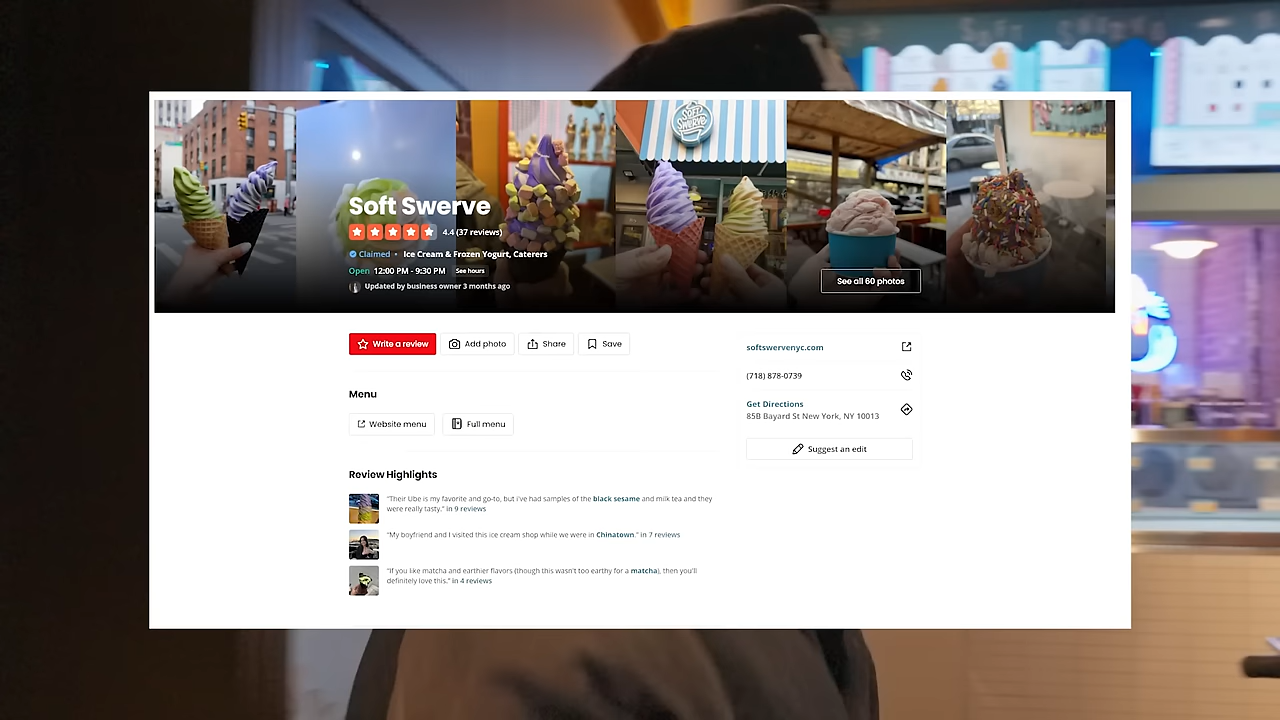 Soft Swerve
SOFT
SWERVE
Soft Swerve
4.4 (37 reviews)
Claimed • Ice Cream & Frozen Yogurt, Caterers
Open 12:00 PM - 9:30 PM See hours
Updated by business owner 3 months ago
See all 60 photos
Write a review
Add photo
Share
Save
softswervenyc.com
(718) 878-0739
Get Directions
85B Bayard St New York, NY 10013
Suggest an edit
Menu
Website menu
Full menu
Review Highlights
"Their Ube is my favorite and go-to, but i've had samples of the black sesame and milk tea and they
were really tasty." in 9 reviews
"My boyfriend and I visited this ice cream shop while we were in Chinatown." in 7 reviews
"If you like matcha and earthier flavors (though this wasn't too earthy for a matcha), then you'll
definitely love this." in 4 reviews